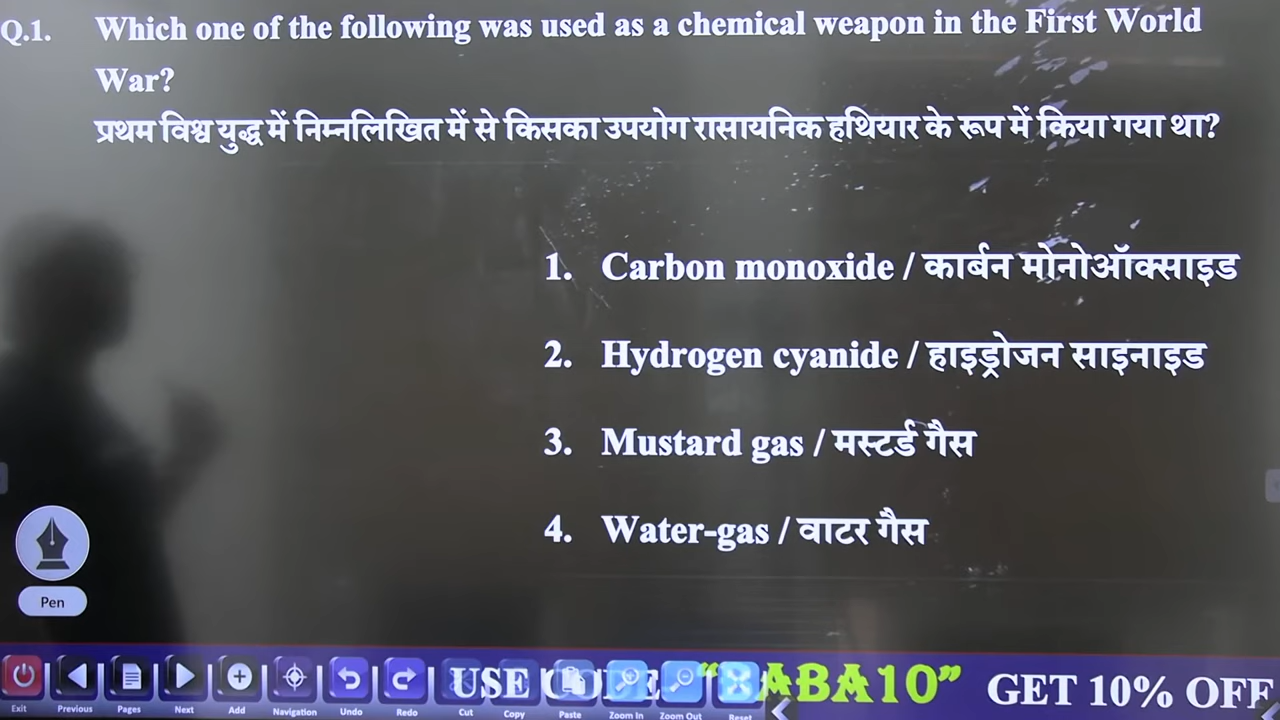 Q.1. Which one of the following was used as a chemical weapon in the First World
War?
प्रथम विश्व युद्ध में निम्नलिखित में से किसका उपयोग रासायनिक हथियार के रूप में किया गया था?
1. Carbon monoxide / कार्बन मोनोऑक्साइड
2. Hydrogen cyanide / हाइड्रोजन साइनाइड
3. Mustard gas / मस्टर्ड गैस
4. Water-gas / वाटर गैस
Pen
USE CODE “BABA10” GET 10% OFF
Exit Previous Pages Next Add Navigation Undo Redo Cut Copy Paste Zoom In Zoom Out Reset